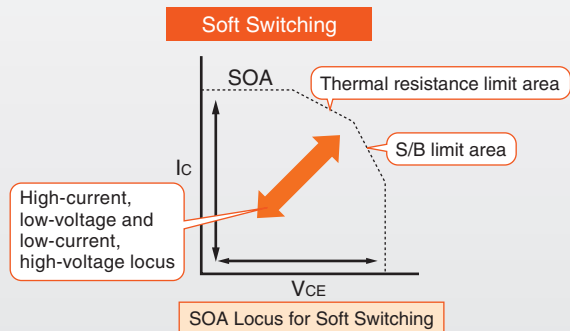 Soft Switching
SOA
Thermal resistance limit area
S/B limit area
IC
High-current,
low-voltage and
low-current,
high-voltage locus
VCE
SOA Locus for Soft Switching